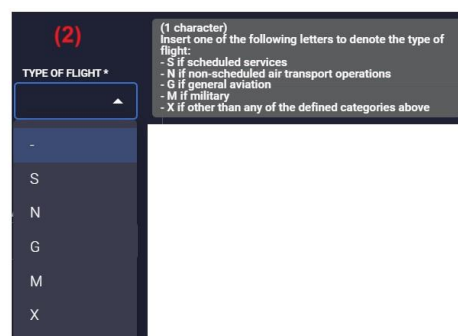 (2)
TYPE OF FLIGHT *
(1 character)
Insert one of the following letters to denote the type of
flight:
- S if scheduled services
- N if non-scheduled air transport operations
- G if general aviation
- M if military
- X if other than any of the defined categories above
-
S
N
G
M
X